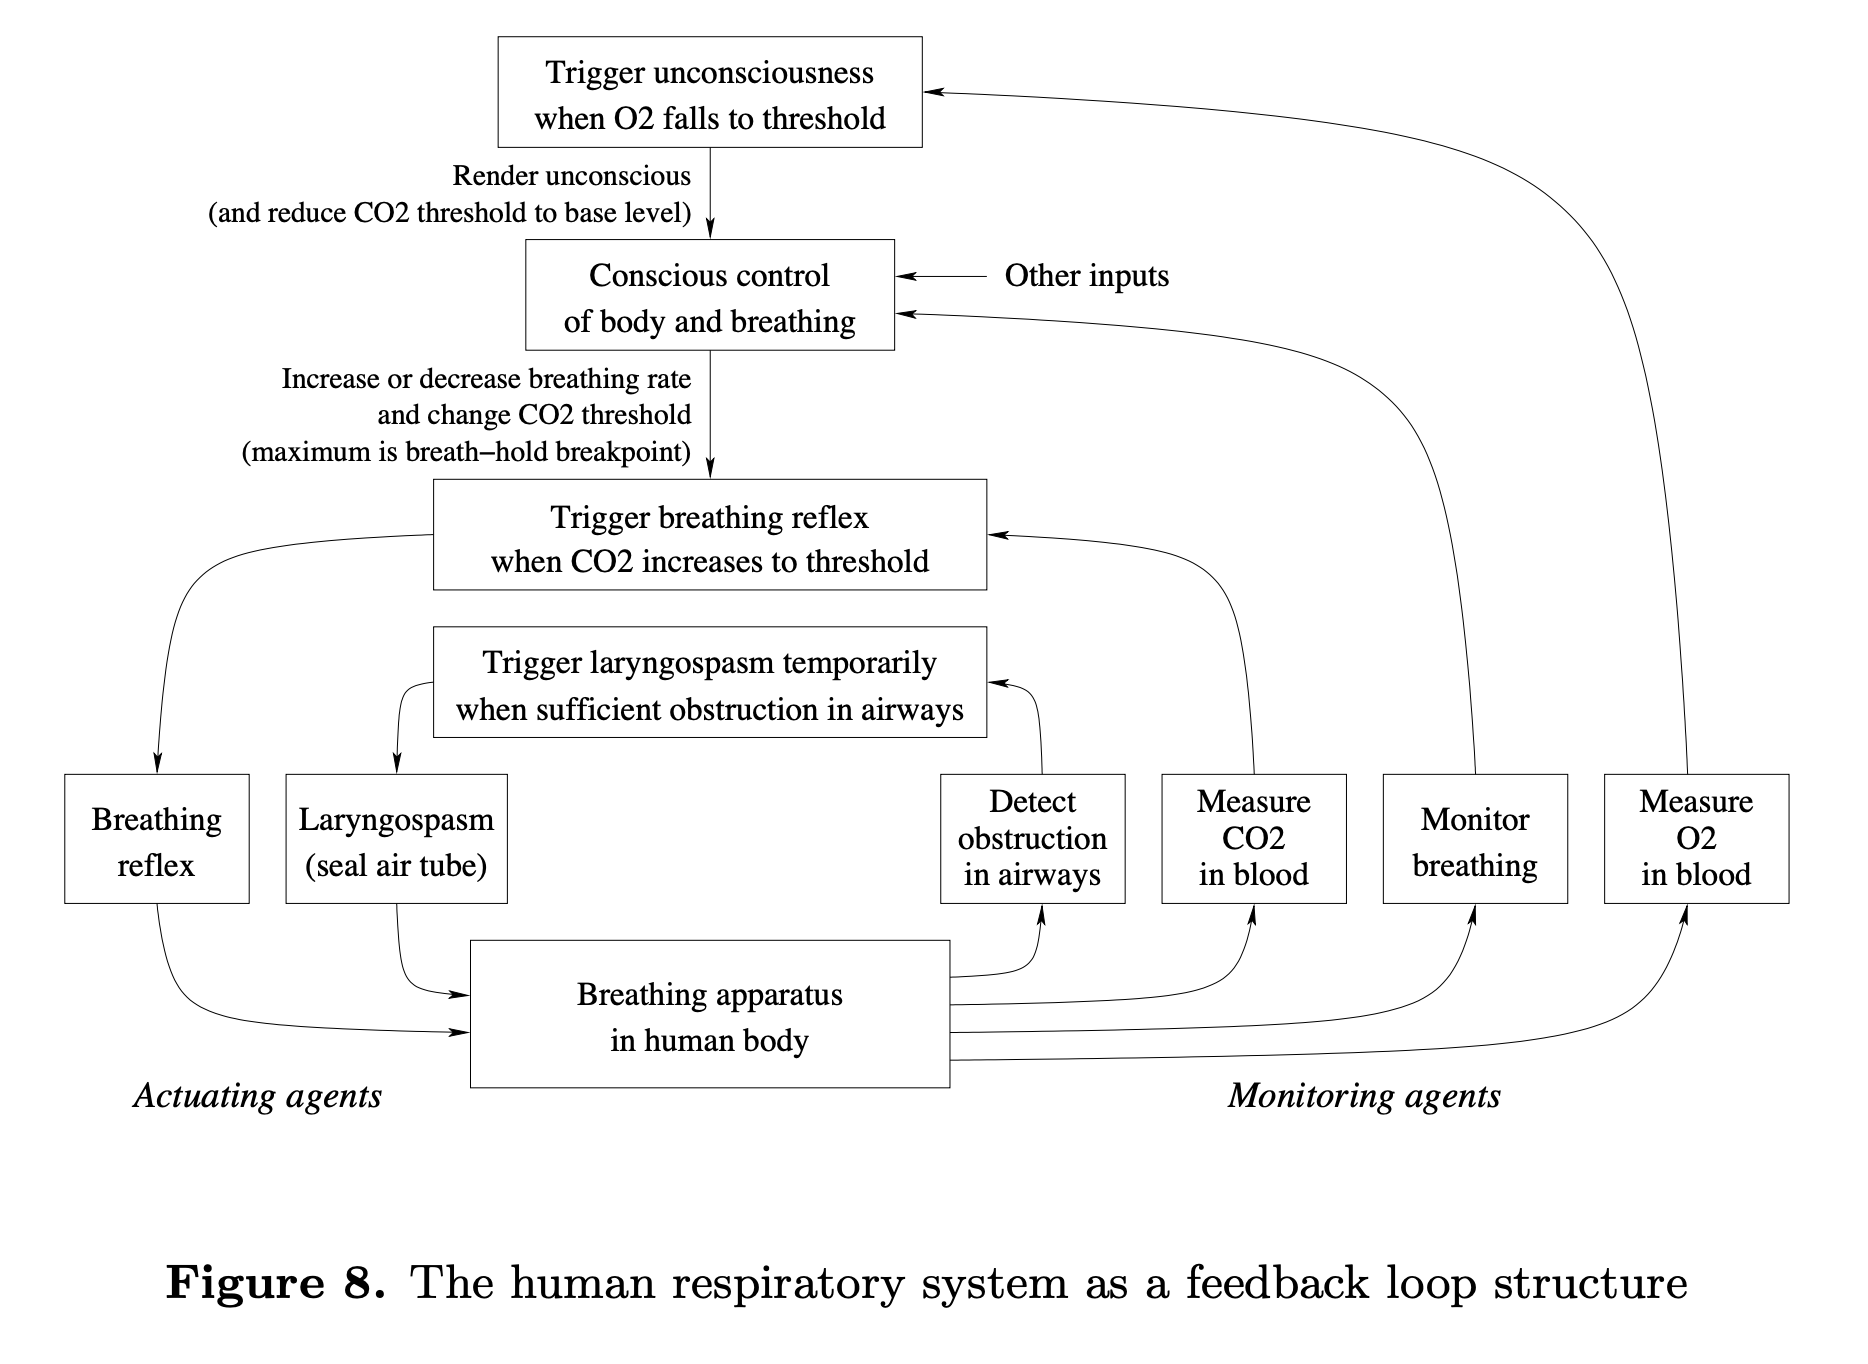 Trigger unconsciousness
when O2 falls to threshold
Render unconscious
(and reduce CO2 threshold to base level)
Conscious control
of body and breathing
Other inputs
Increase or decrease breathing rate
and change CO2 threshold
(maximum is breath–hold breakpoint)
Trigger breathing reflex
when CO2 increases to threshold
Trigger laryngospasm temporarily
when sufficient obstruction in airways
Breathing
reflex
Laryngospasm
(seal air tube)
Detect
obstruction
in airways
Measure
CO2
in blood
Monitor
breathing
Measure
O2
in blood
Breathing apparatus
in human body
Actuating agents
Monitoring agents
Figure 8. The human respiratory system as a feedback loop structure